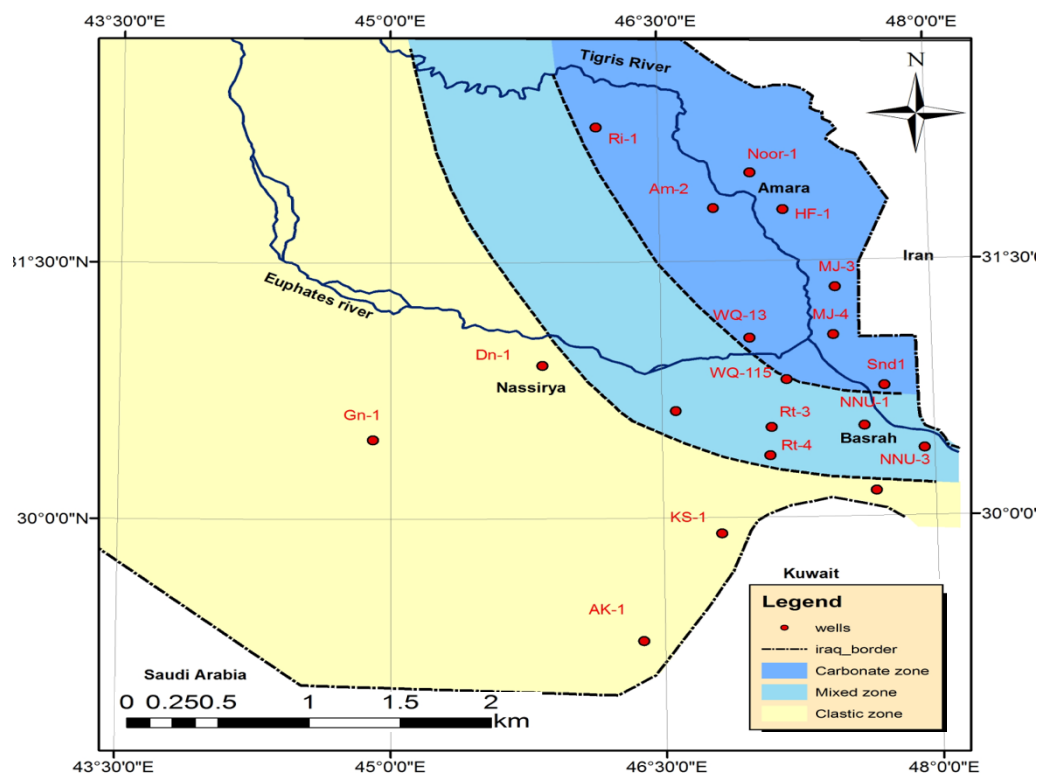 43°30'0"E
45°0'0"E
46°30'0"E
48°0'0"E
Tigris River
N
Ri-1
Noor-1
Amara
Am-2
HF-1
Iran
31°30'0"N
31°30'0"N
MJ-3
Euphates river
WQ-13
MJ-4
Dn-1
Nassirya
WQ-115
Snd1
NNU-1
Gn-1
Rt-3
Basrah
Rt-4
NNU-3
30°0'0"N
30°0'0"N
KS-1
Kuwait
AK-1
Legend
wells
iraq_border
Carbonate zone
Mixed zone
Clastic zone
Saudi Arabia
0 0.250.5 1 1.5 2
km
43°30'0"E
45°0'0"E
46°30'0"E
48°0'0"E